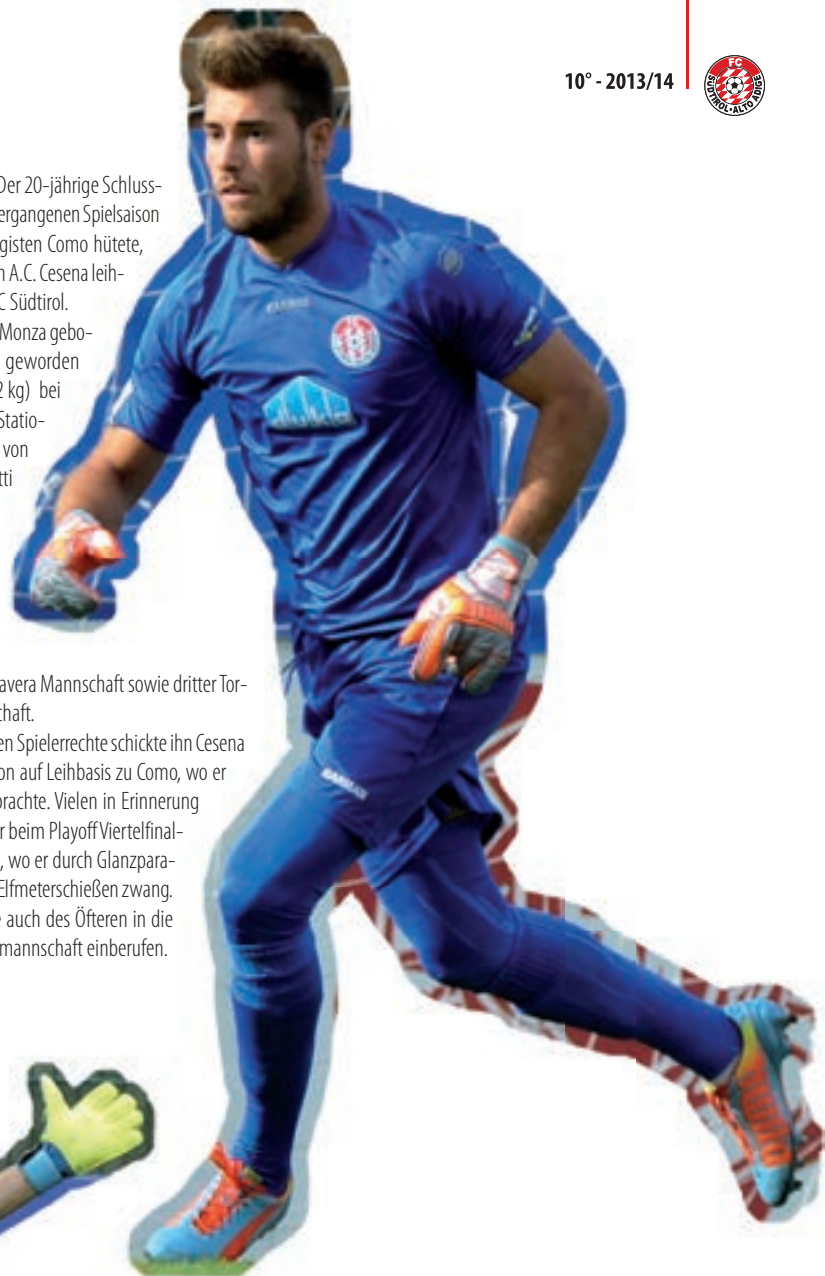 10° - 2013/14
FC
SÜDTIROL • ALTO ADIGE
Der 20-jährige Schluss-
ergangenen Spielsaison
gisten Como hütete,
n A.C. Cesena leih-
C Südtirol.
Monza gebo-
geworden
2 kg) bei
Statio-
von
tti
avera Mannschaft sowie dritter Tor-
chaft.
en Spielerrechte schickte ihn Cesena
on auf Leihbasis zu Como, wo er
brachte. Vielen in Erinnerung
r beim Playoff Viertelfinal-
, wo er durch Glanzpara-
Elfmeterschießen zwang.
e auch des Öfteren in die
mannschaft einberufen.
duka
GARMAN